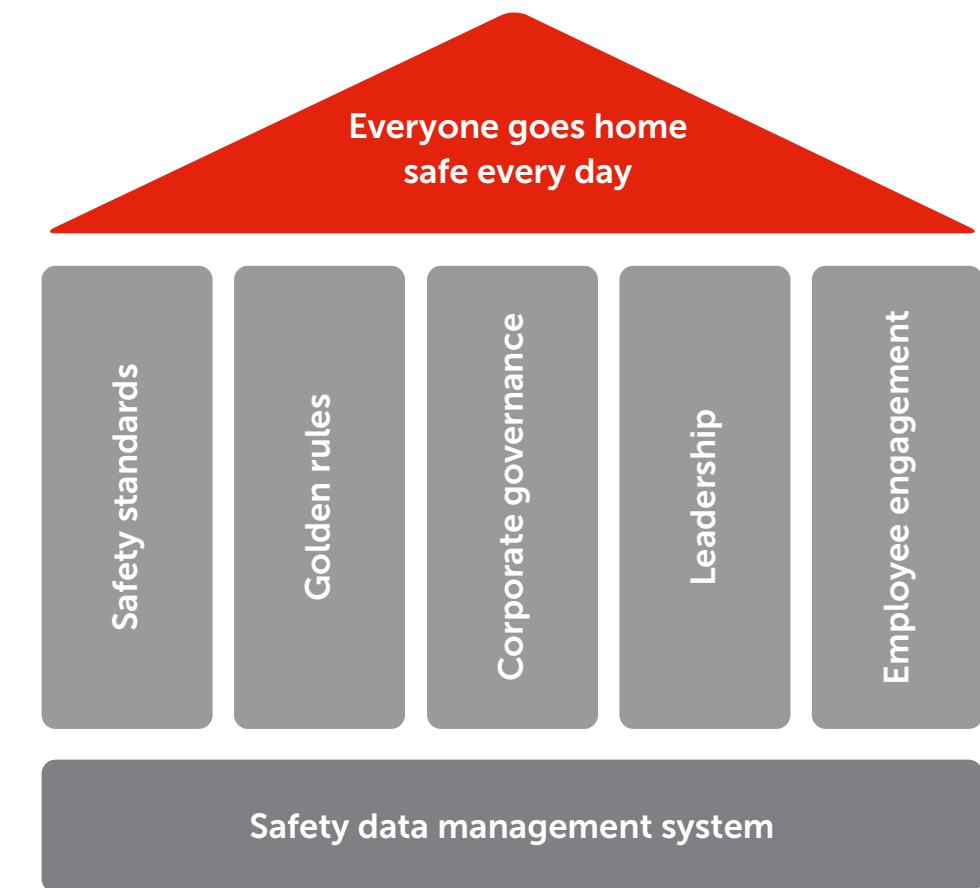 Everyone goes home
safe every day
Safety standards
Golden rules
Corporate governance
Leadership
Employee engagement
Safety data management system